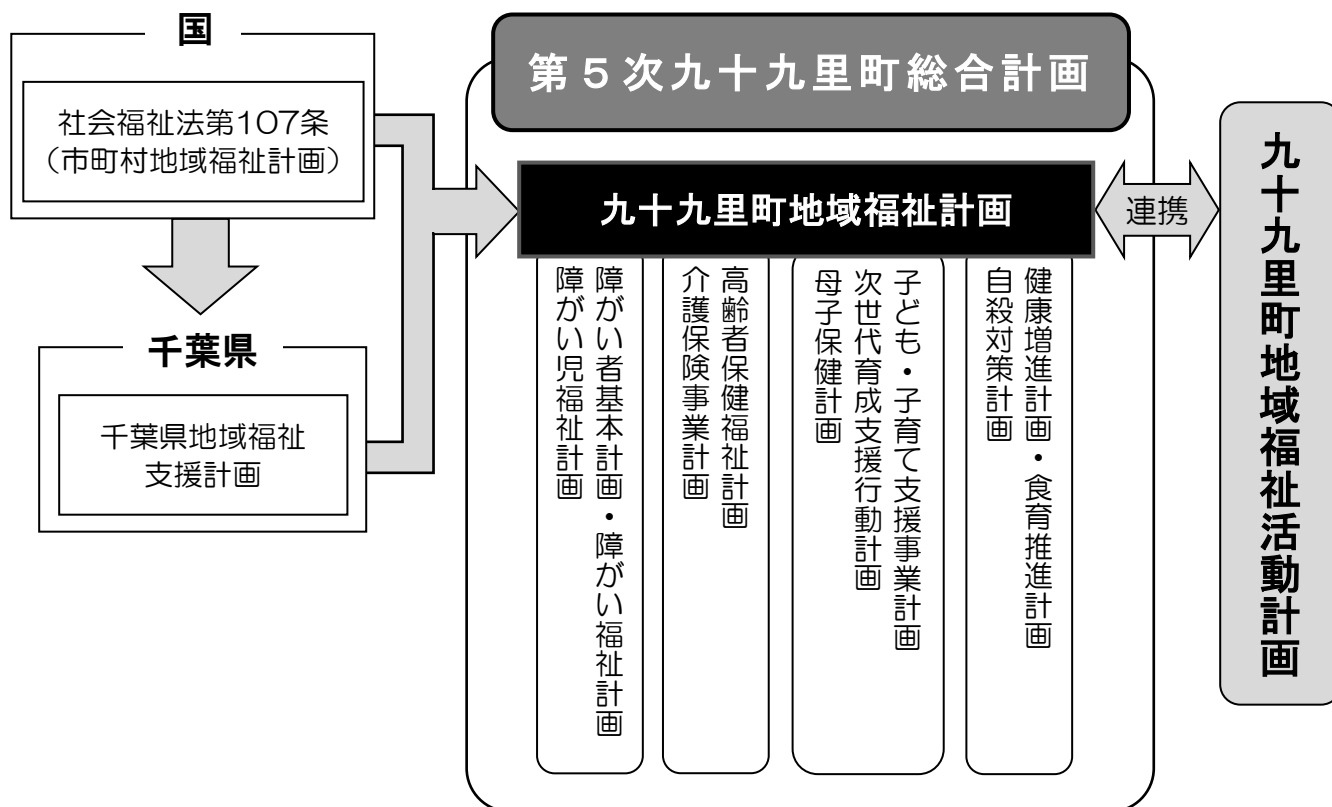 国
社会福祉法第107条
（市町村地域福祉計画）
千葉県
千葉県地域福祉
支援計画
第５次九十九里町総合計画
九十九里町地域福祉計画
連携
九十九里町地域福祉活動計画
健康増進計画・食育推進計画
自殺対策計画
子ども・子育て支援事業計画
次世代育成支援行動計画
母子保健計画
高齢者保健福祉計画
介護保険事業計画
障がい者基本計画・障がい福祉計画
障がい児福祉計画